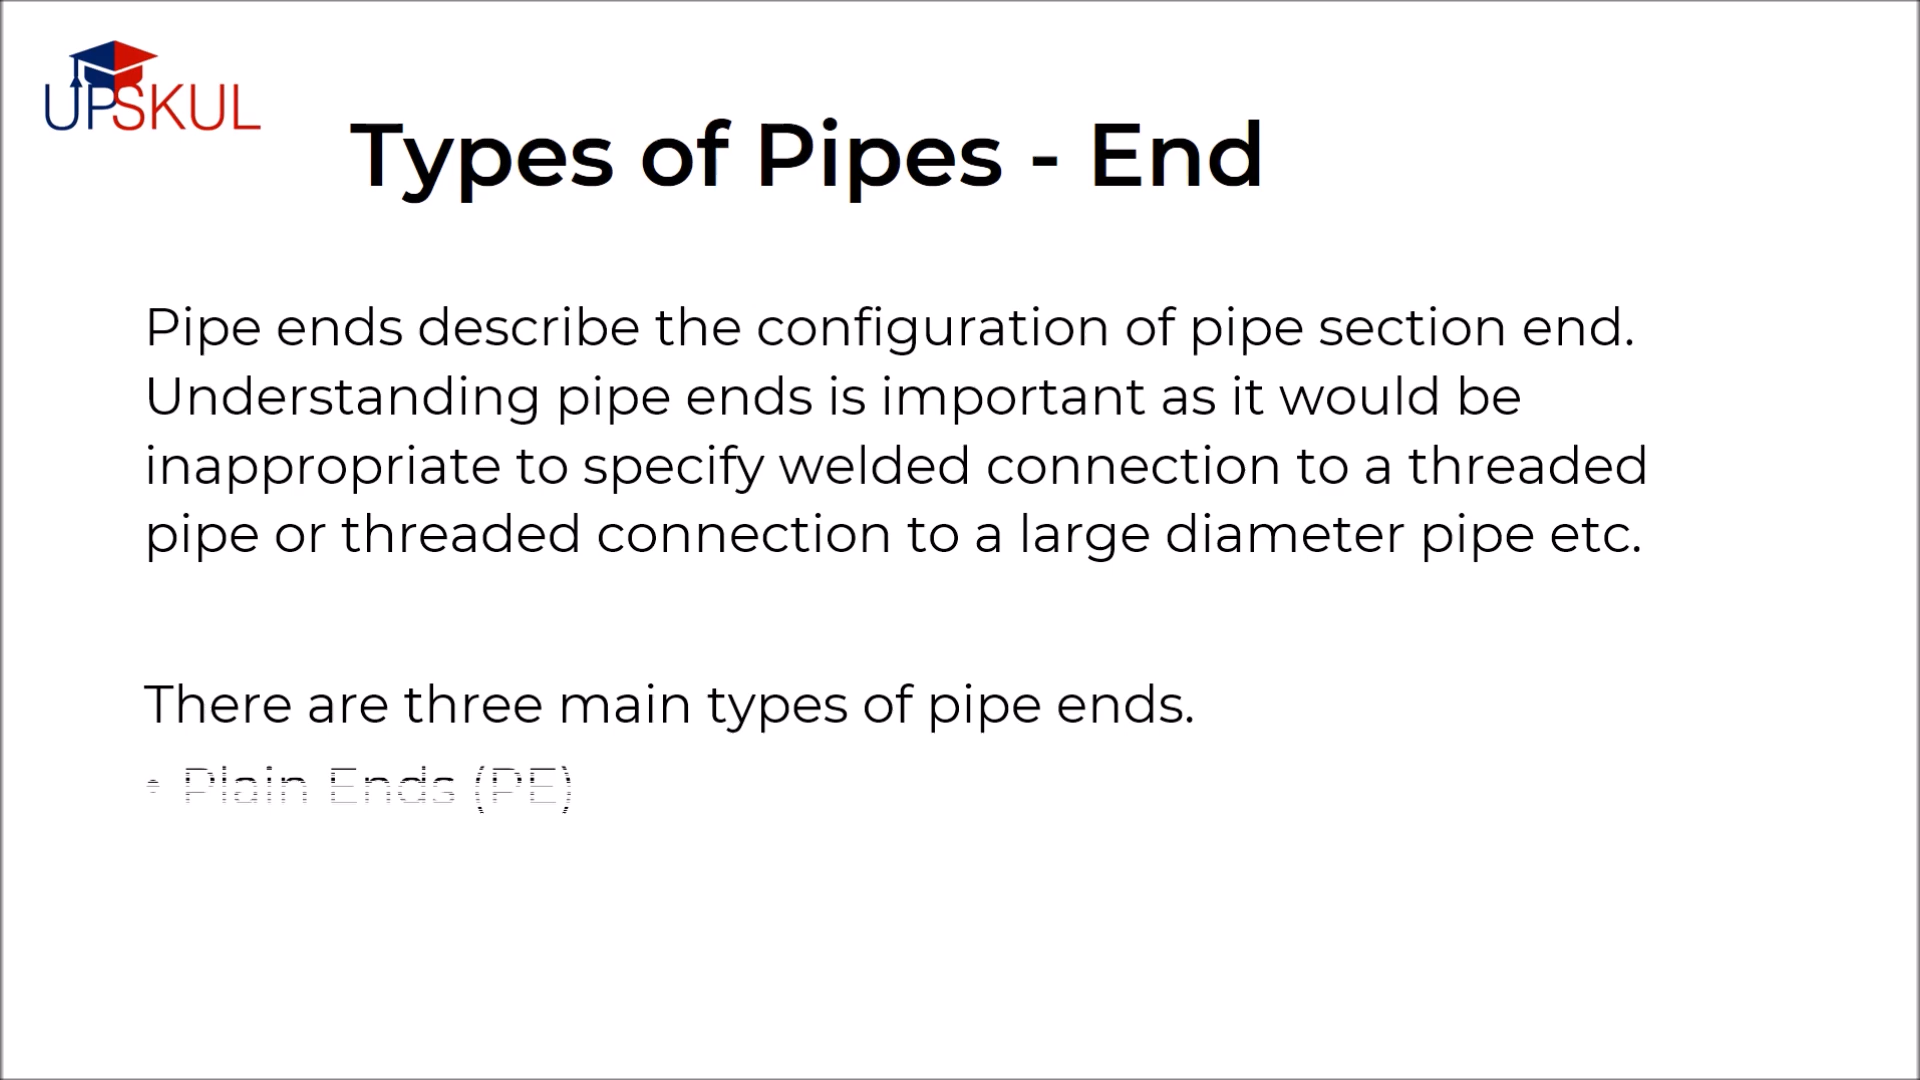 UPSKUL
Types of Pipes - End
Pipe ends describe the configuration of pipe section end.
Understanding pipe ends is important as it would be
inappropriate to specify welded connection to a threaded
pipe or threaded connection to a large diameter pipe etc.
There are three main types of pipe ends.
• Plain Ends (PE)